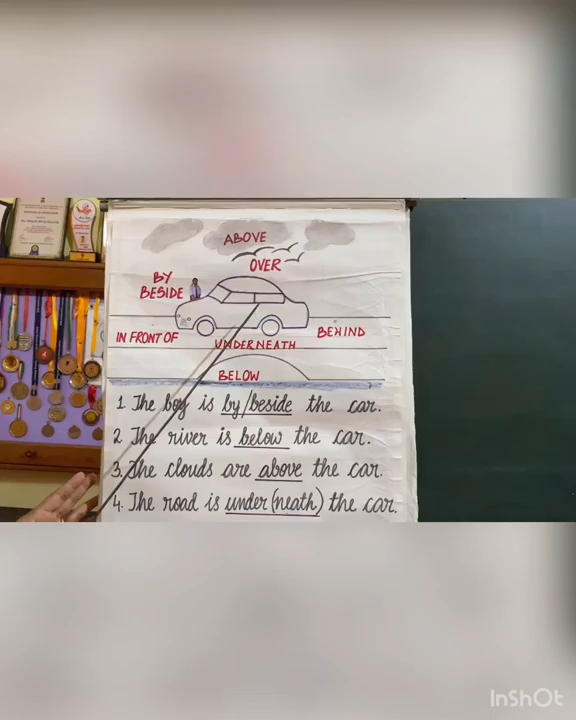 ABOVE
OVER
BY
BESIDE
IN FRONT OF
BEHIND
UNDERNEATH
BELOW
1 The boy is by/beside the car.
2 The river is below the car.
3. The clouds are above the car.
4. The road is under(neath) the car.
InShOt